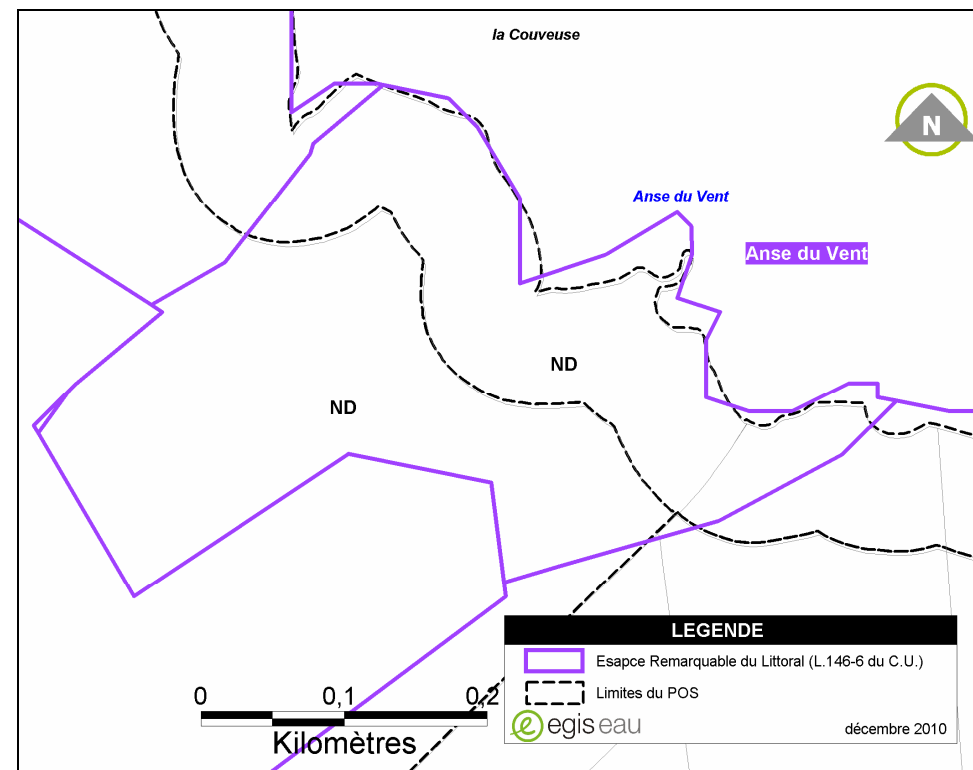 la Couveuse
N
Anse du Vent
Anse du Vent
ND
ND
LEGENDE
Esapce Remarquable du Littoral (L.146-6 du C.U.)
Limites du POS
egis eau
décembre 2010
0 0,1 0,2
Kilomètres